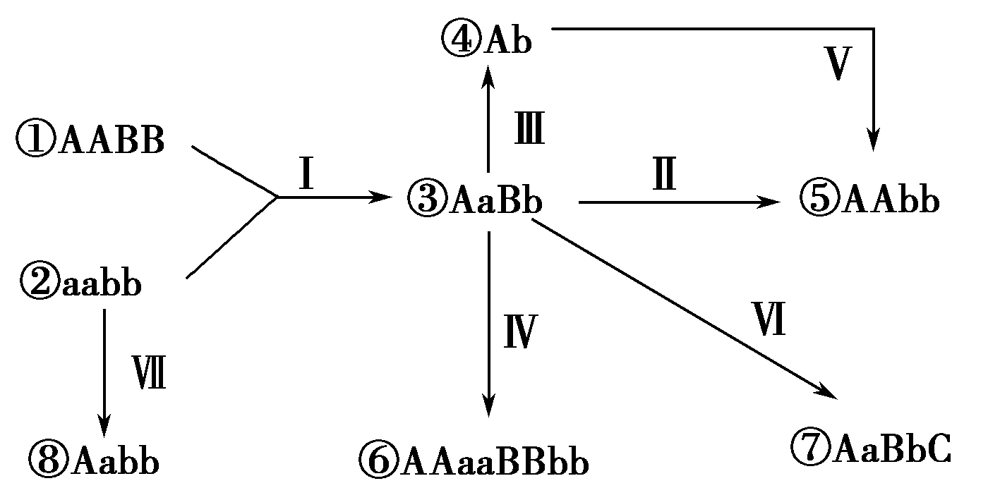 ④Ab
Ⅴ
①AABB
Ⅲ
Ⅰ
Ⅱ
③AaBb
⑤AAbb
②aabb
Ⅳ
Ⅵ
Ⅶ
⑧Aabb
⑥AAaaBBbb
⑦AaBbC